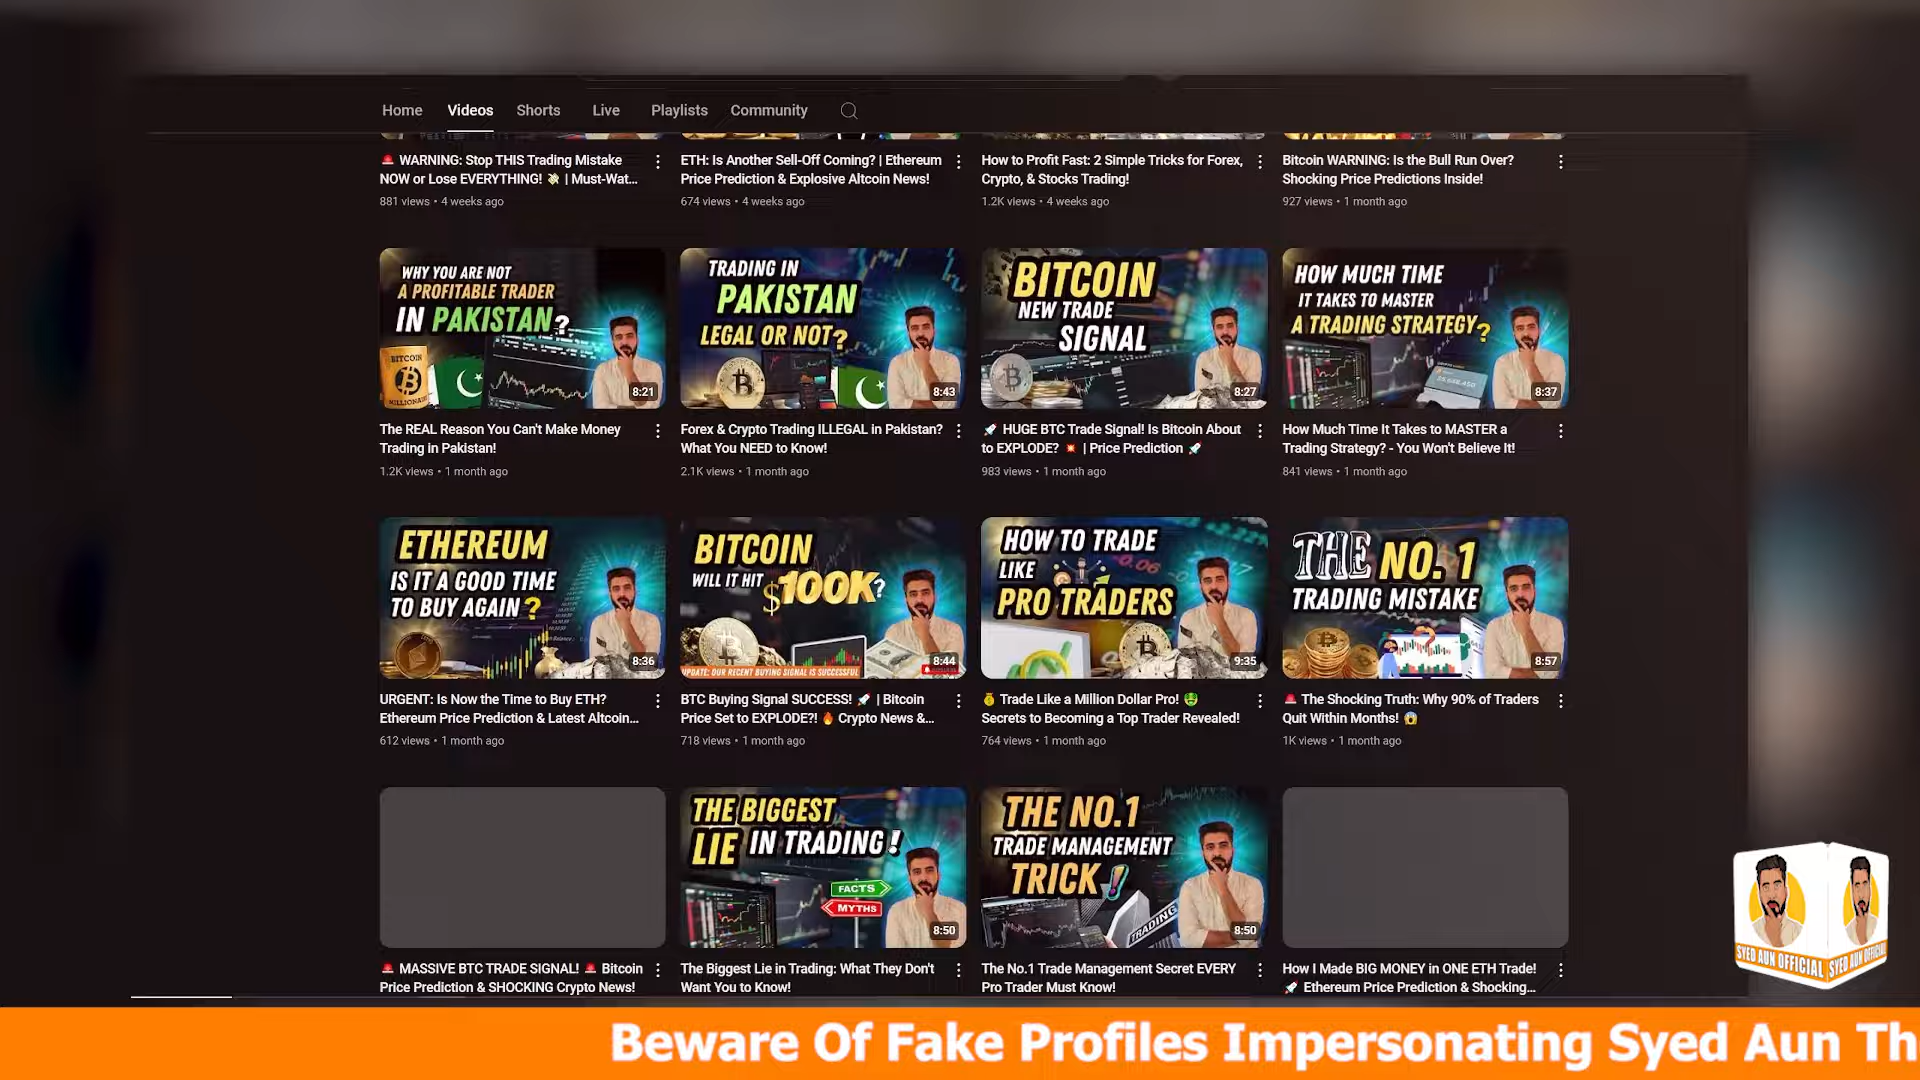 Home Videos Shorts Live Playlists Community
🚨 WARNING: Stop THIS Trading Mistake
NOW or Lose EVERYTHING! 💸 | Must-Wat...
881 views • 4 weeks ago
ETH: Is Another Sell-Off Coming? | Ethereum
Price Prediction & Explosive Altcoin News!
674 views • 4 weeks ago
How to Profit Fast: 2 Simple Tricks for Forex,
Crypto, & Stocks Trading!
1.2K views • 4 weeks ago
Bitcoin WARNING: Is the Bull Run Over?
Shocking Price Predictions Inside!
927 views • 1 month ago
WHY YOU ARE NOT
A PROFITABLE TRADER
IN PAKISTAN?
BITCOIN
MILLIONAIRE
8:21
The REAL Reason You Can't Make Money
Trading in Pakistan!
1.2K views • 1 month ago
TRADING IN
PAKISTAN
LEGAL OR NOT?
8:43
Forex & Crypto Trading ILLEGAL in Pakistan?
What You NEED to Know!
2.1K views • 1 month ago
BITCOIN
NEW TRADE
SIGNAL
8:27
🚀 HUGE BTC Trade Signal! Is Bitcoin About
to EXPLODE? 💥 | Price Prediction 🚀
983 views • 1 month ago
HOW MUCH TIME
IT TAKES TO MASTER
A TRADING STRATEGY?
8:37
How Much Time It Takes to MASTER a
Trading Strategy? - You Won't Believe It!
841 views • 1 month ago
ETHEREUM
IS IT A GOOD TIME
TO BUY AGAIN?
8:36
URGENT: Is Now the Time to Buy ETH?
Ethereum Price Prediction & Latest Altcoin...
612 views • 1 month ago
BITCOIN
WILL IT HIT
$100K?
UPDATE: OUR RECENT BUYING SIGNAL IS SUCCESSFUL
8:44
BTC Buying Signal SUCCESS! 🚀 | Bitcoin
Price Set to EXPLODE?! 🔥 Crypto News &...
718 views • 1 month ago
HOW TO TRADE
LIKE
PRO TRADERS
9:35
💰 Trade Like a Million Dollar Pro! 🤑
Secrets to Becoming a Top Trader Revealed!
764 views • 1 month ago
THE NO. 1
TRADING MISTAKE
8:57
🚨 The Shocking Truth: Why 90% of Traders
Quit Within Months! 😱
1K views • 1 month ago
🚨 MASSIVE BTC TRADE SIGNAL! 🚨 Bitcoin
Price Prediction & SHOCKING Crypto News!
THE BIGGEST
LIE IN TRADING!
FACTS
MYTHS
8:50
The Biggest Lie in Trading: What They Don't
Want You to Know!
THE NO.1
TRADE MANAGEMENT
TRICK!
TRADING
8:50
The No.1 Trade Management Secret EVERY
Pro Trader Must Know!
How I Made BIG MONEY in ONE ETH Trade!
🚀 Ethereum Price Prediction & Shocking...
SYED AUN OFFICIAL
SYED AUN OFFICIAL
Beware Of Fake Profiles Impersonating Syed Aun Th